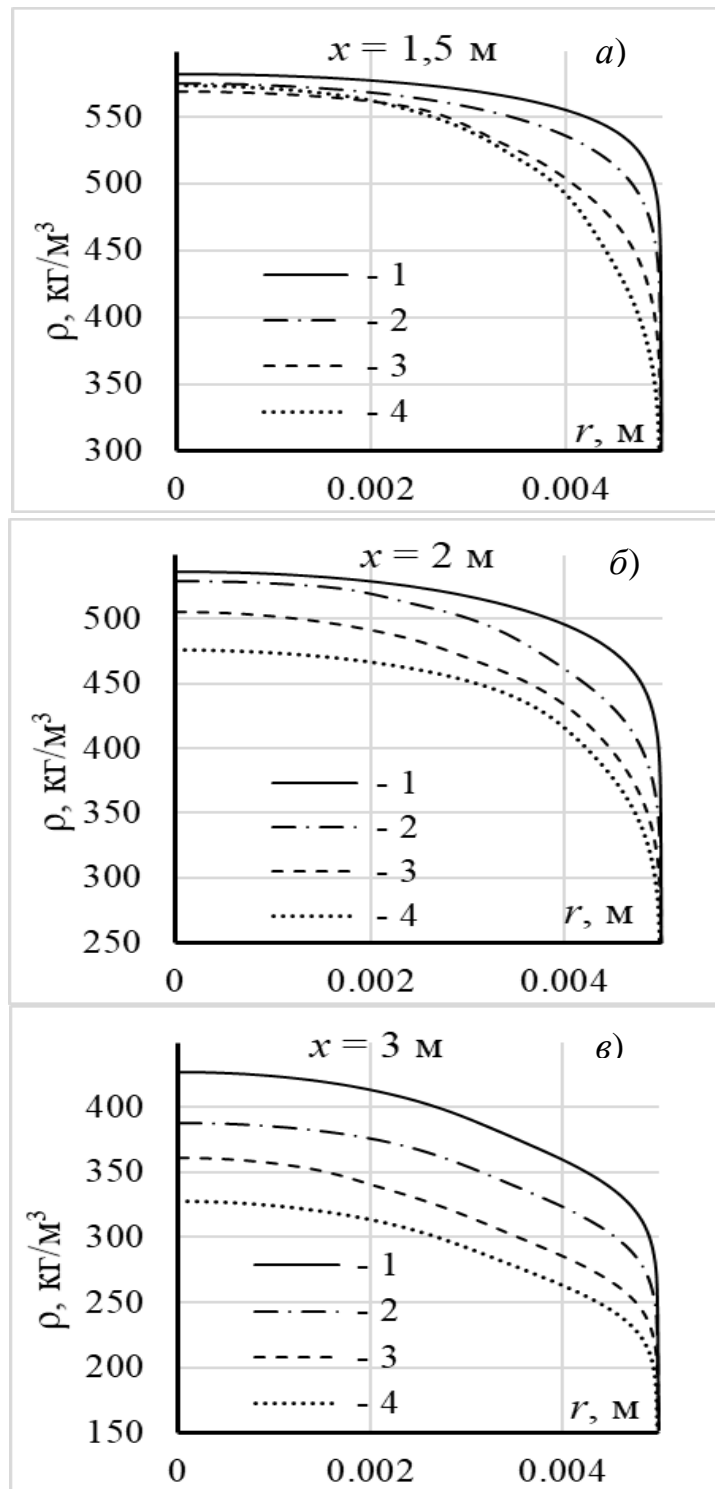 x = 1,5 м а)
ρ, кг/м³
550
500
450
400
350
300
- 1
- 2
- 3
- 4
r, м
0 0.002 0.004
x = 2 м б)
ρ, кг/м³
500
450
400
350
300
250
- 1
- 2
- 3
- 4
r, м
0 0.002 0.004
x = 3 м в)
ρ, кг/м³
400
350
300
250
200
150
- 1
- 2
- 3
- 4
r, м
0 0.002 0.004